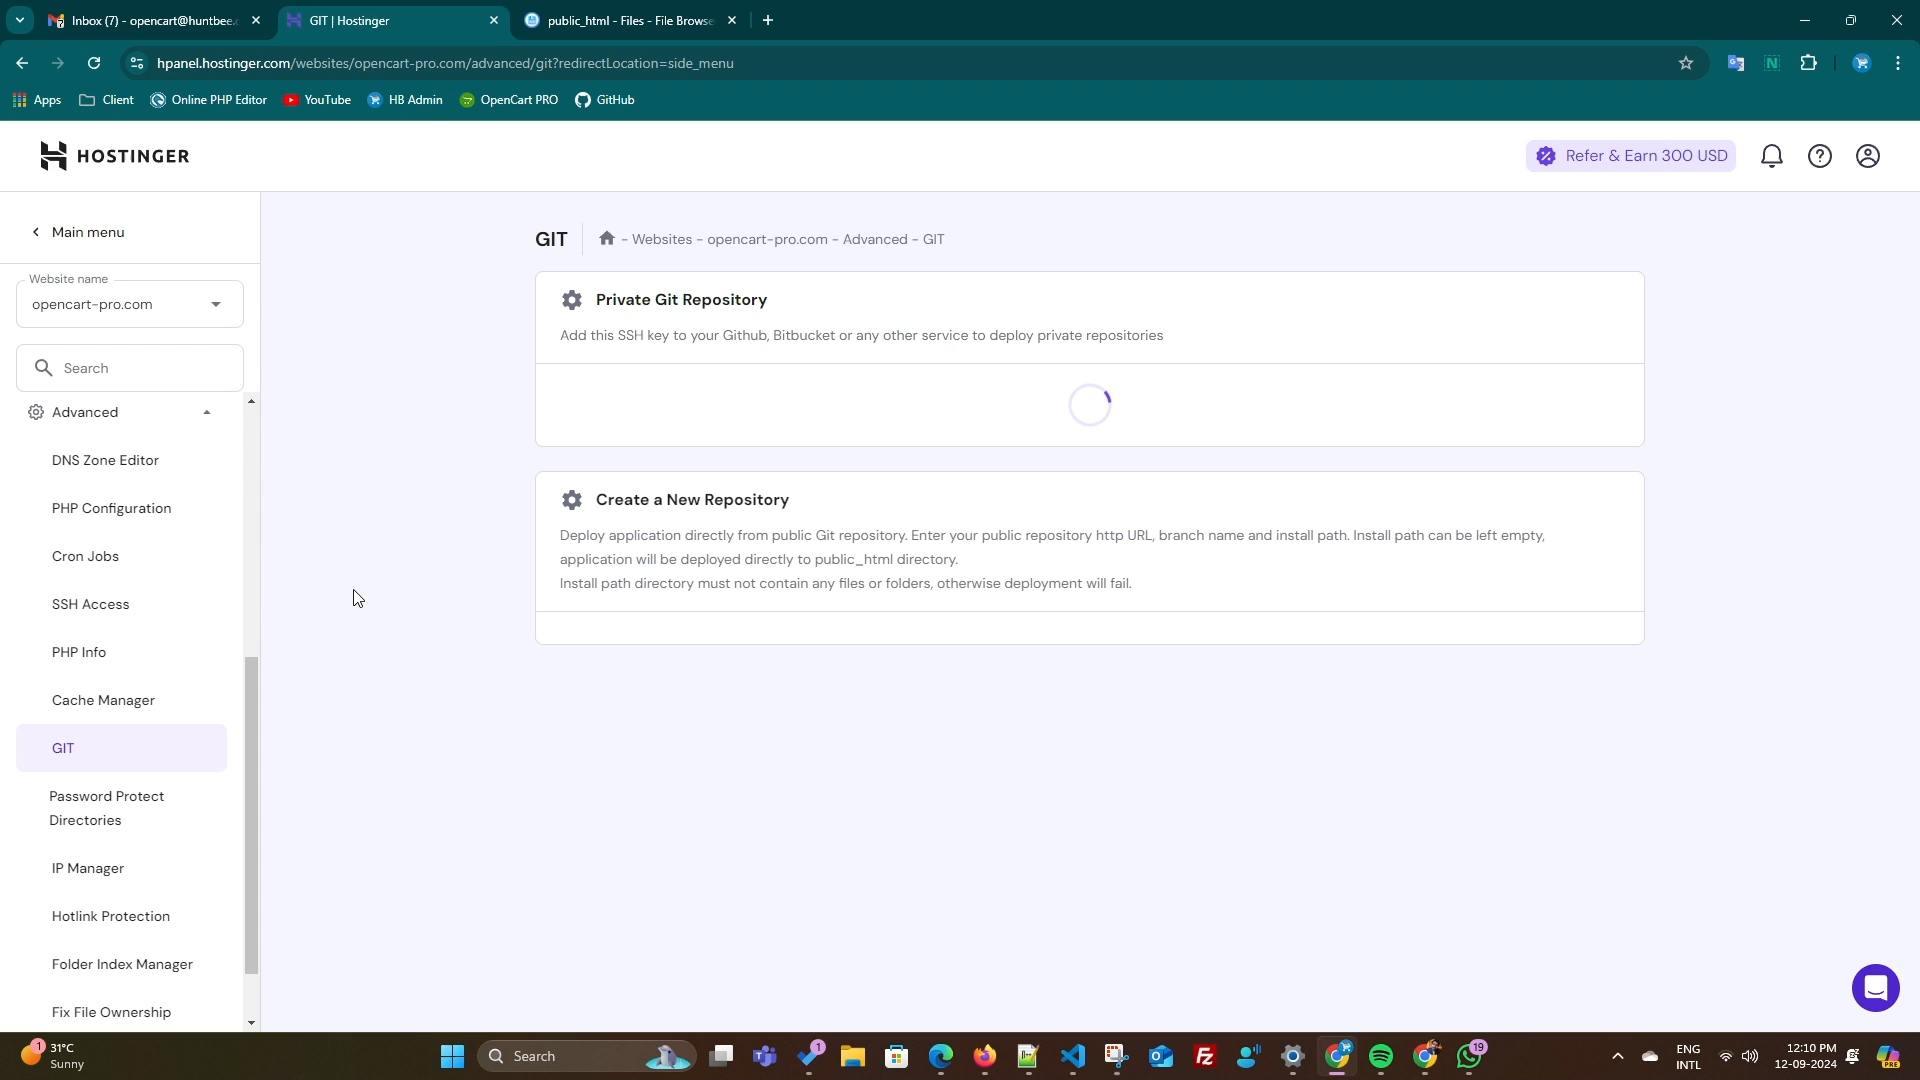 Inbox (7) - opencart@huntbee.
GIT | Hostinger
public_html - Files - File Browse
hpanel.hostinger.com/websites/opencart-pro.com/advanced/git?redirectLocation=side_menu
Apps
Client
Online PHP Editor
YouTube
HB Admin
OpenCart PRO
GitHub
HOSTINGER
Refer & Earn 300 USD
Main menu
Website name
opencart-pro.com
Search
Advanced
DNS Zone Editor
PHP Configuration
Cron Jobs
SSH Access
PHP Info
Cache Manager
GIT
Password Protect
Directories
IP Manager
Hotlink Protection
Folder Index Manager
Fix File Ownership
GIT
- Websites - opencart-pro.com - Advanced - GIT
Private Git Repository
Add this SSH key to your Github, Bitbucket or any other service to deploy private repositories
Create a New Repository
Deploy application directly from public Git repository. Enter your public repository http URL, branch name and install path. Install path can be left empty,
application will be deployed directly to public_html directory.
Install path directory must not contain any files or folders, otherwise deployment will fail.
1
31°C
Sunny
Search
1
19
ENG
INTL
12:10 PM
12-09-2024
PRE